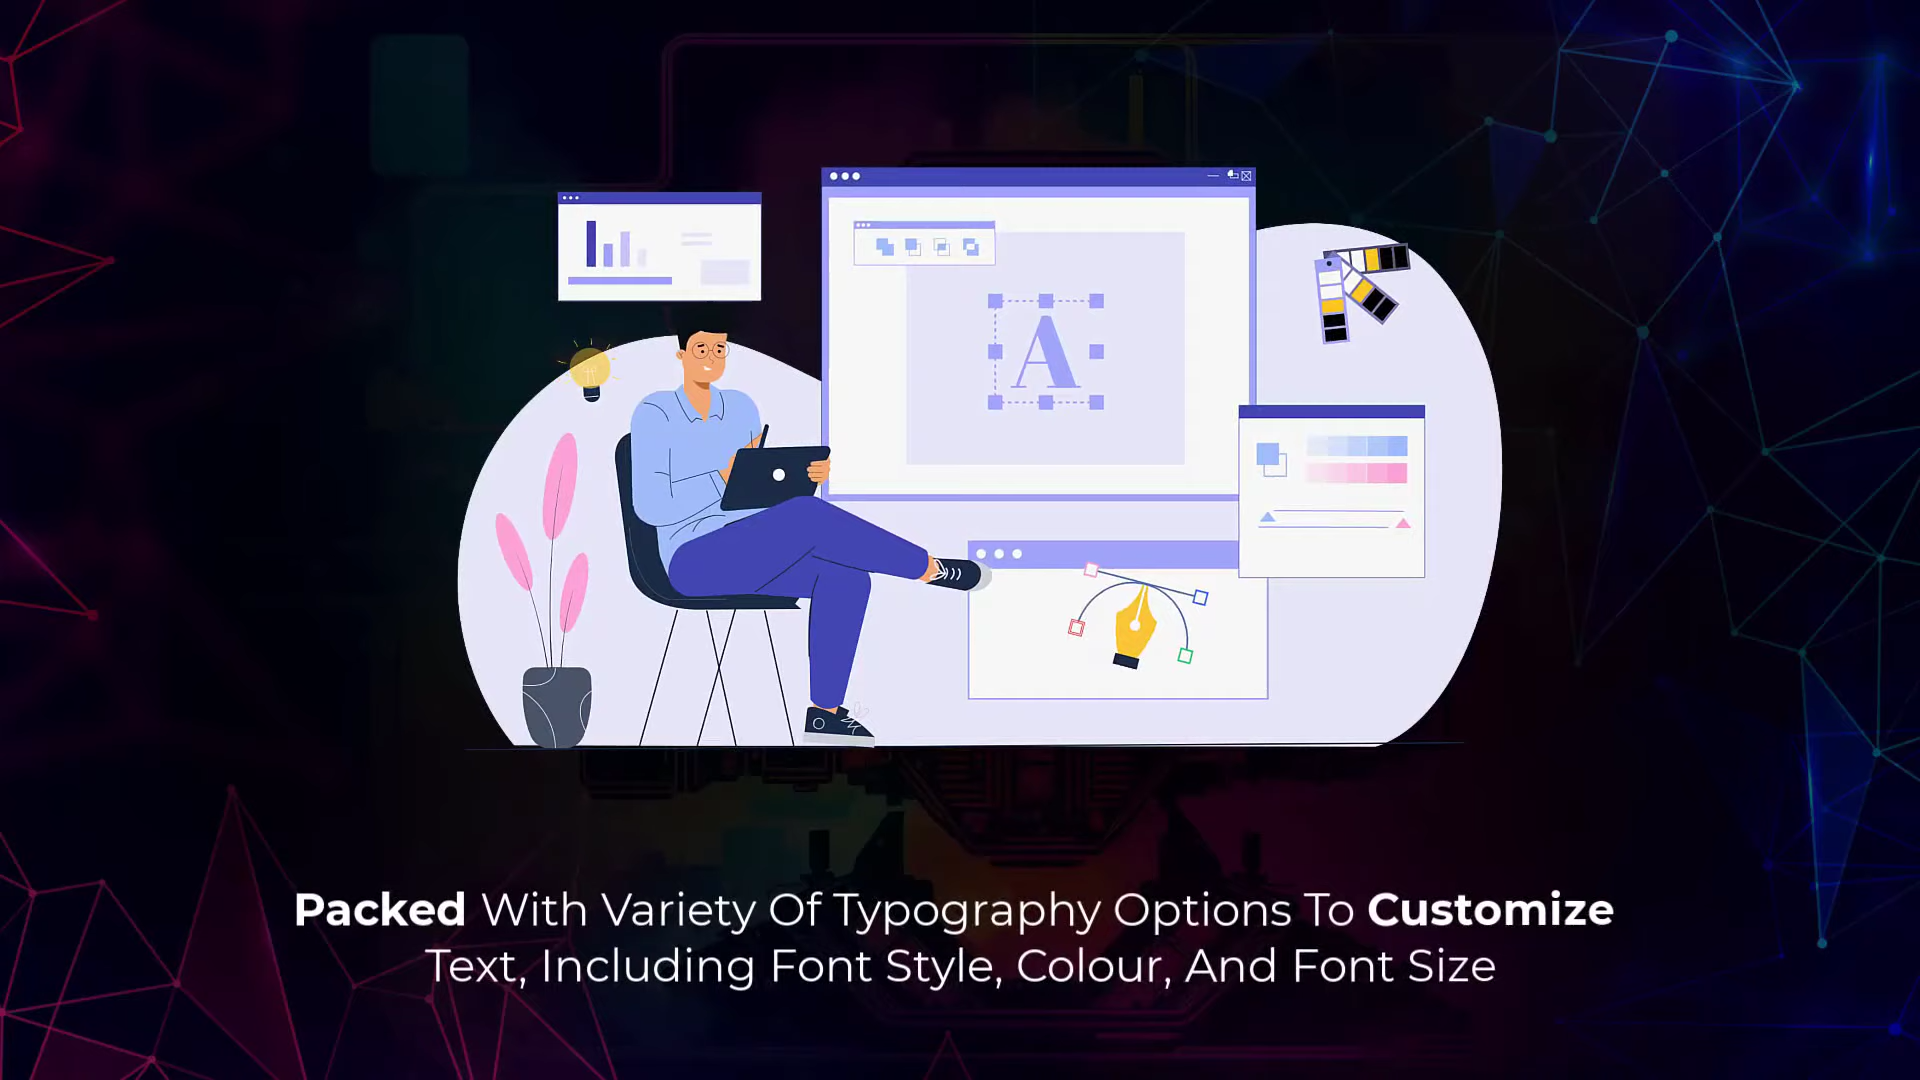 A
Packed With Variety Of Typography Options To Customize
Text, Including Font Style, Colour, And Font Size